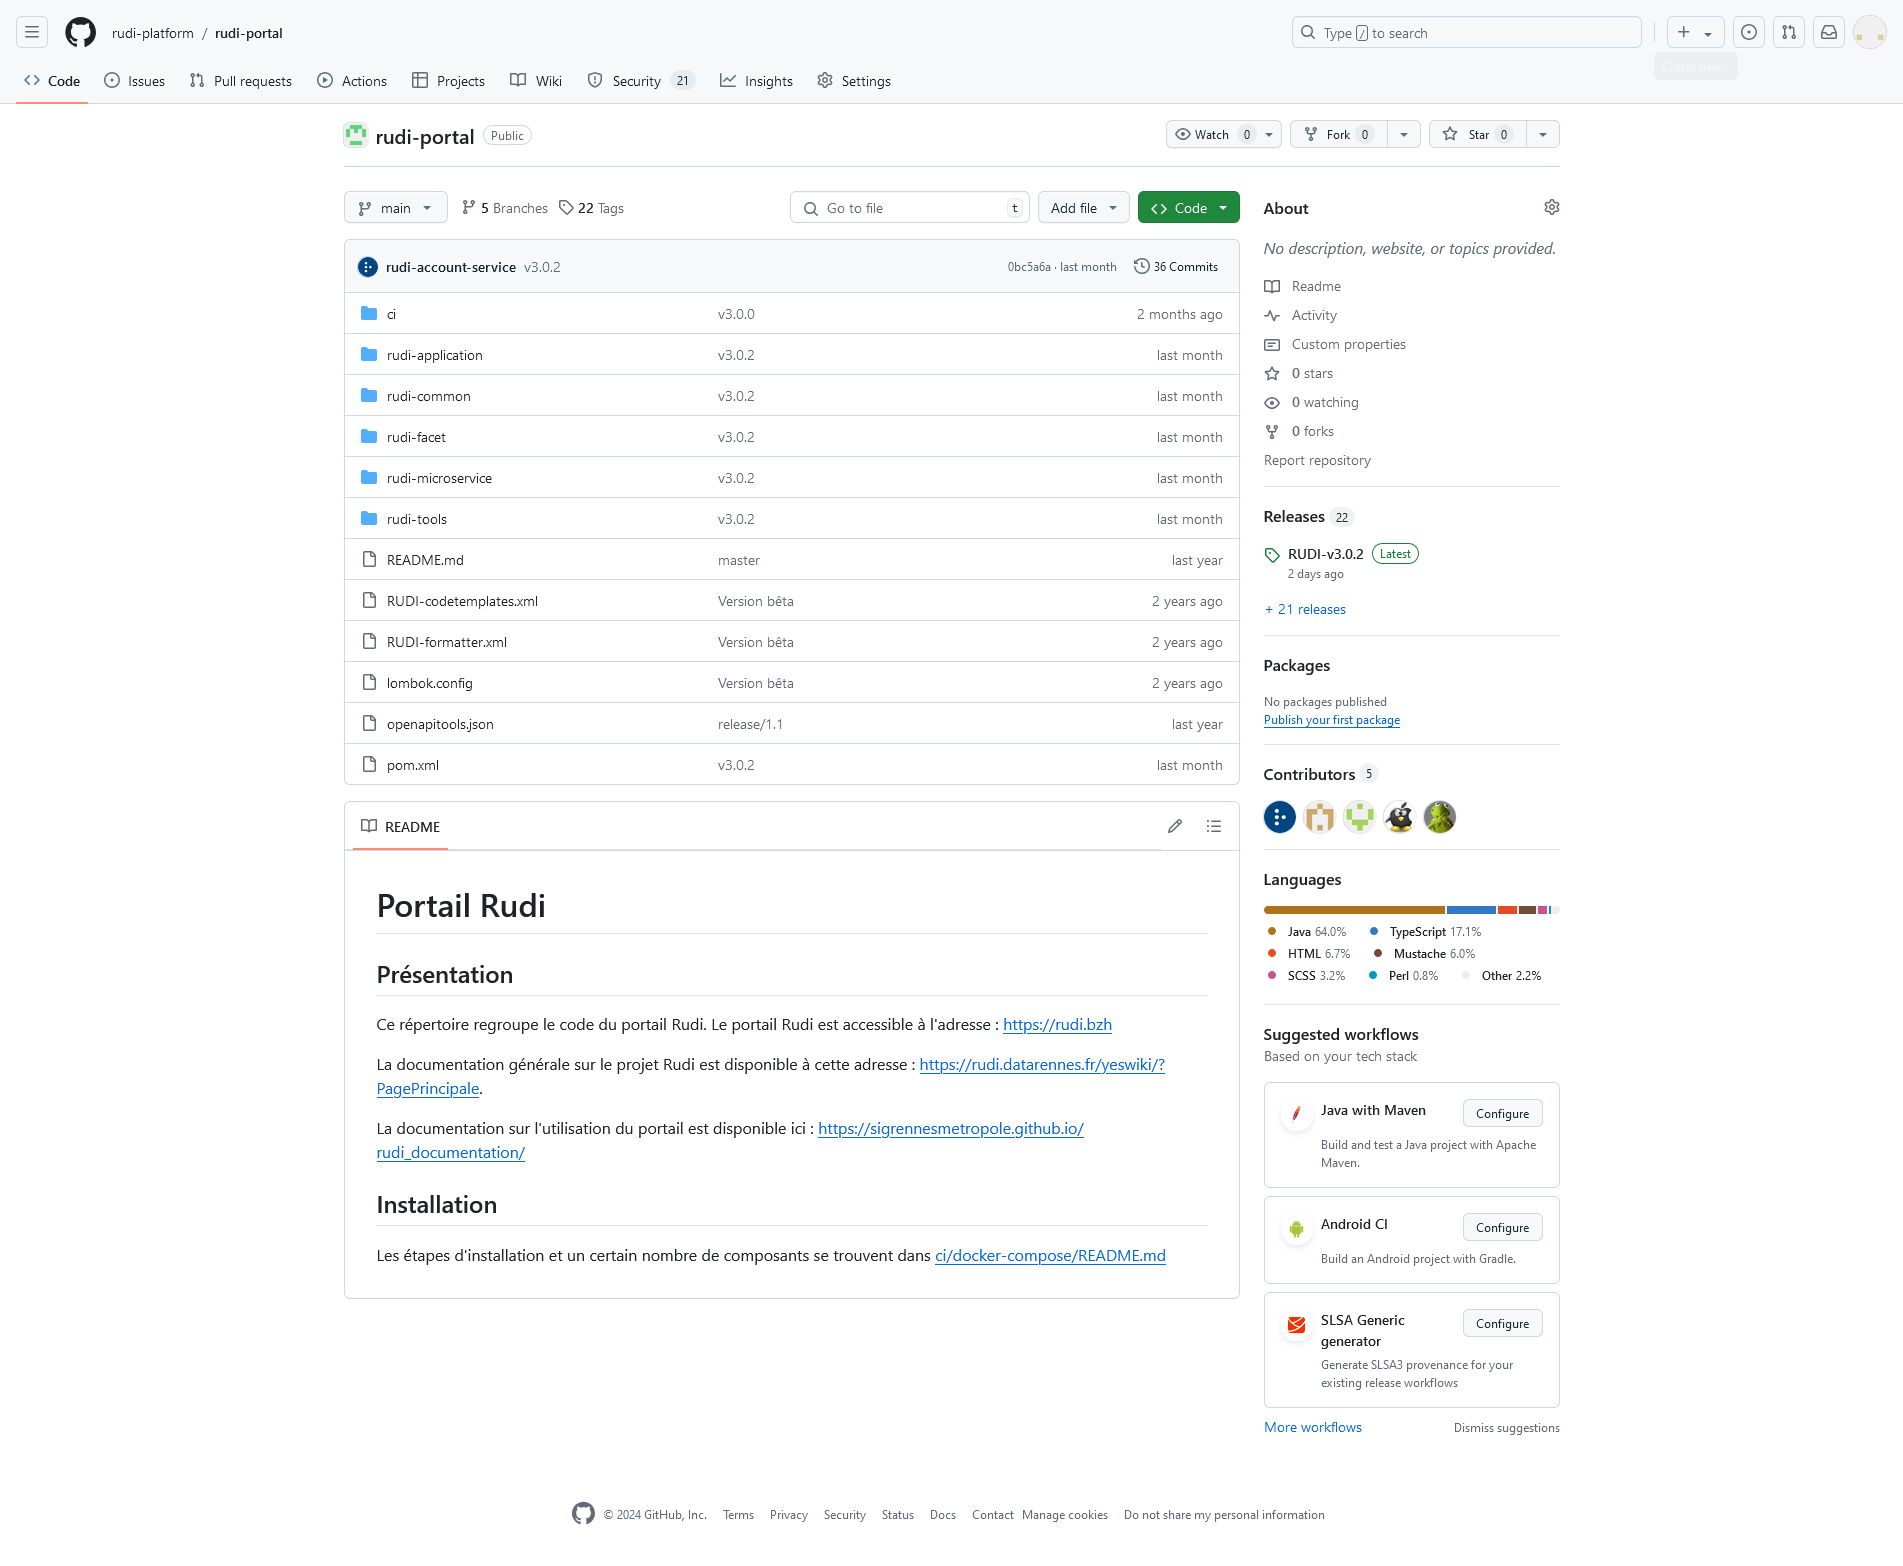 rudi-platform / rudi-portal
Type / to search
Create new...
Code Issues Pull requests Actions Projects Wiki Security 21 Insights Settings
rudi-portal Public
Watch 0 Fork 0 Star 0
main 5 Branches 22 Tags
Go to file t Add file Code
rudi-account-service v3.0.2 0bc5a6a · last month 36 Commits
ci v3.0.0 2 months ago
rudi-application v3.0.2 last month
rudi-common v3.0.2 last month
rudi-facet v3.0.2 last month
rudi-microservice v3.0.2 last month
rudi-tools v3.0.2 last month
README.md master last year
RUDI-codetemplates.xml Version bêta 2 years ago
RUDI-formatter.xml Version bêta 2 years ago
lombok.config Version bêta 2 years ago
openapitools.json release/1.1 last year
pom.xml v3.0.2 last month
README
Portail Rudi
Présentation
Ce répertoire regroupe le code du portail Rudi. Le portail Rudi est accessible à l'adresse : https://rudi.bzh
La documentation générale sur le projet Rudi est disponible à cette adresse : https://rudi.datarennes.fr/yeswiki/?
PagePrincipale.
La documentation sur l'utilisation du portail est disponible ici : https://sigrennesmetropole.github.io/
rudi_documentation/
Installation
Les étapes d'installation et un certain nombre de composants se trouvent dans ci/docker-compose/README.md
About
No description, website, or topics provided.
Readme
Activity
Custom properties
0 stars
0 watching
0 forks
Report repository
Releases 22
RUDI-v3.0.2 Latest
2 days ago
+ 21 releases
Packages
No packages published
Publish your first package
Contributors 5
Languages
Java 64.0% TypeScript 17.1%
HTML 6.7% Mustache 6.0%
SCSS 3.2% Perl 0.8% Other 2.2%
Suggested workflows
Based on your tech stack
Java with Maven Configure
Build and test a Java project with Apache
Maven.
Android CI Configure
Build an Android project with Gradle.
SLSA Generic Configure
generator
Generate SLSA3 provenance for your
existing release workflows
More workflows Dismiss suggestions
© 2024 GitHub, Inc. Terms Privacy Security Status Docs Contact Manage cookies Do not share my personal information